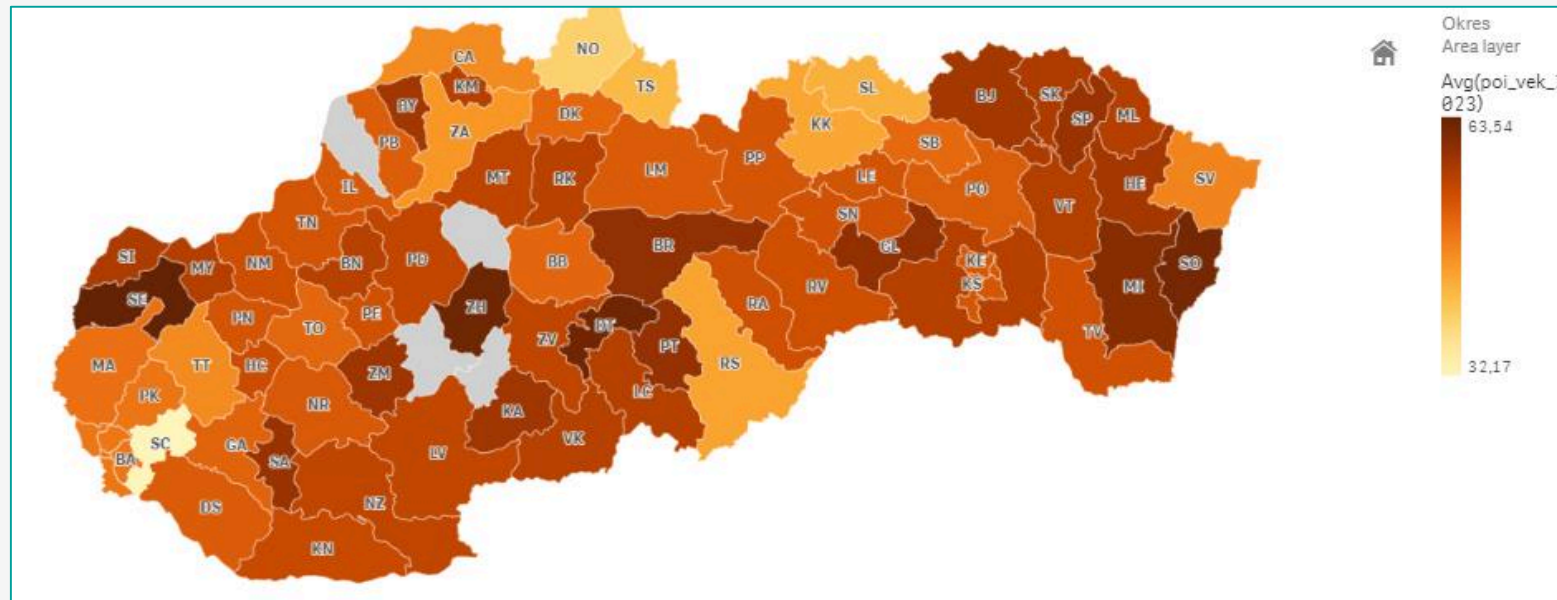 NO
CA
KM
TS
SL
BJ
SK
BY
DK
KK
SP
ML
PB
ZA
SB
PP
IL
MT
RK
LM
LE
PO
HE
SV
VT
TN
SN
SI
MY
NM
BN
PD
BR
GL
BB
KE
SO
SE
KS
MI
ZH
RA
RV
PN
TO
PE
DT
ZV
TV
PT
MA
TT
HC
ZM
RS
PK
NR
LC
KA
SC
GA
VK
BA
SA
LV
DS
NZ
KN
Okres
Area layer
023)
63,54
32,17